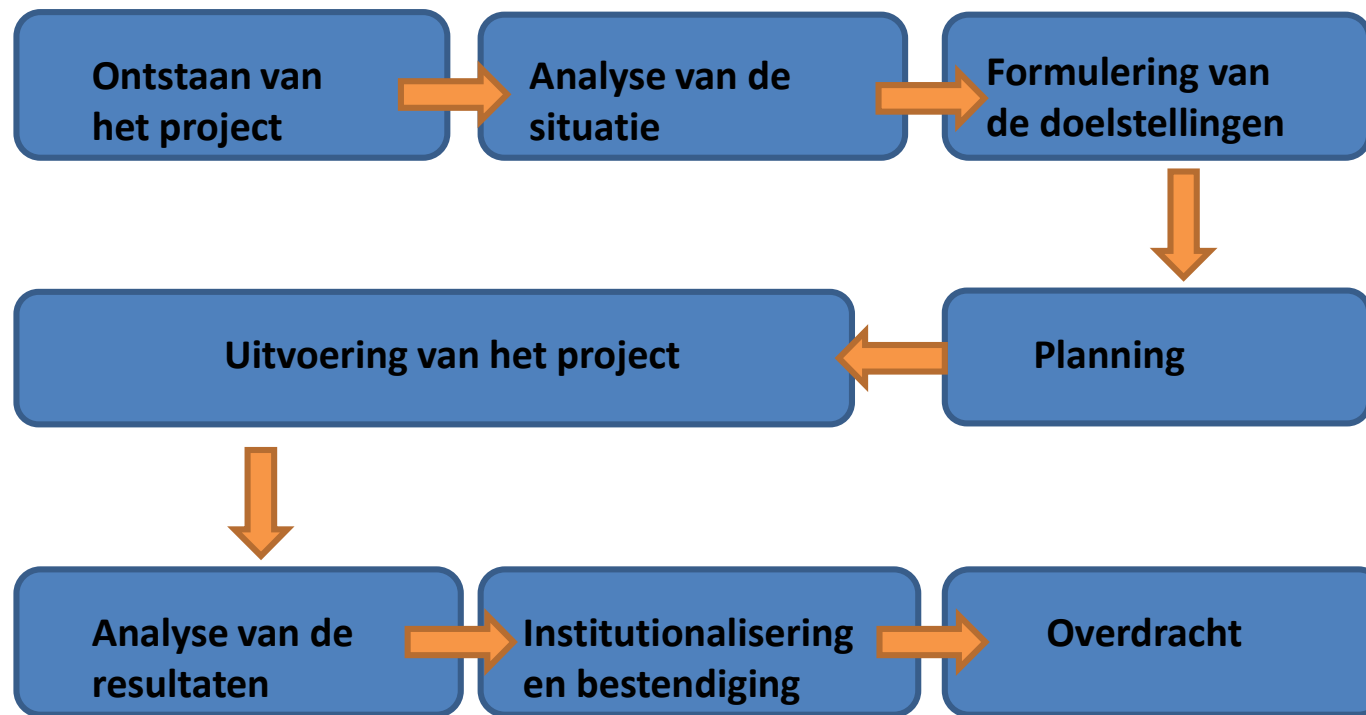 Ontstaan van
het project
Analyse van de
situatie
Formulering van
de doelstellingen
Uitvoering van het project
Planning
Analyse van de
resultaten
Institutionalisering
en bestendiging
Overdracht